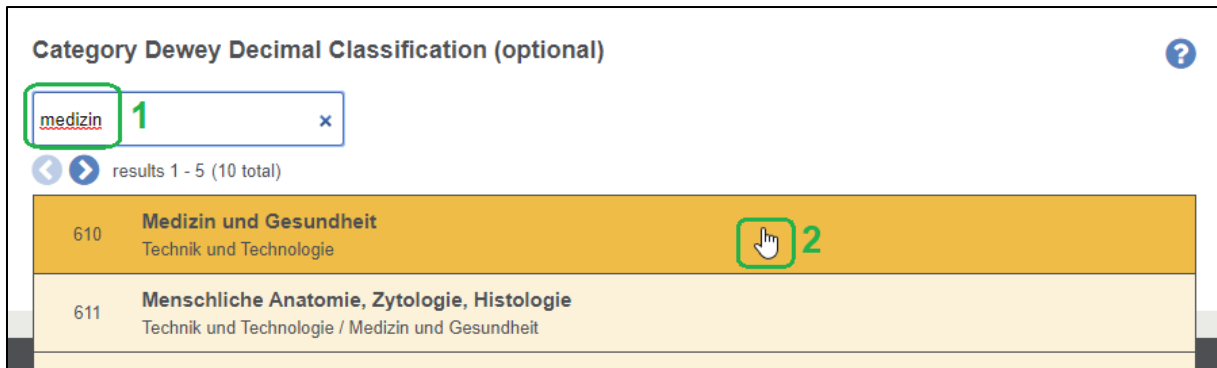 Category Dewey Decimal Classification (optional)
?
medizin 1 ×
results 1 - 5 (10 total)
610 Medizin und Gesundheit
Technik und Technologie
2
611 Menschliche Anatomie, Zytologie, Histologie
Technik und Technologie / Medizin und Gesundheit